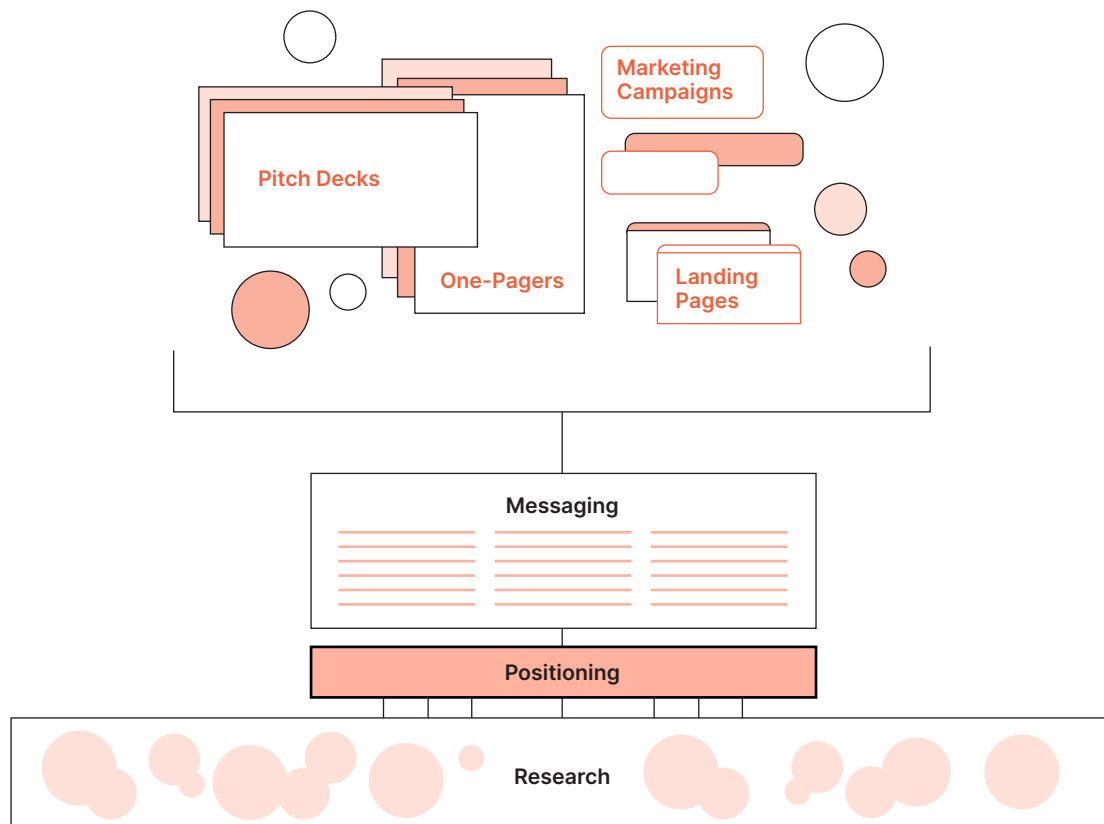 Marketing
Campaigns
Pitch Decks
One-Pagers
Landing
Pages
Messaging
Positioning
Research